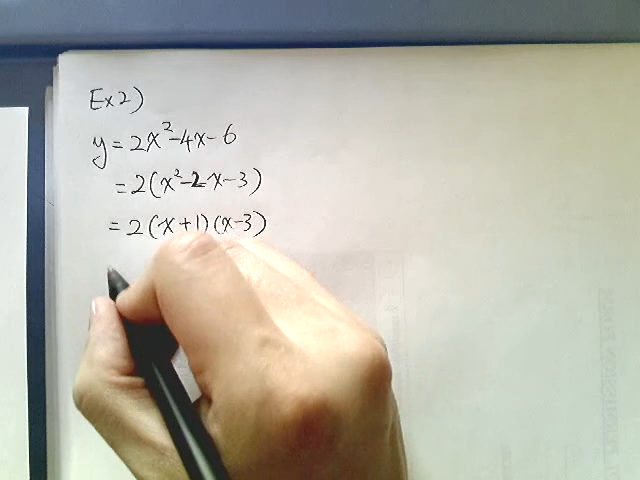 Ex2)
y = 2x²-4x-6
= 2(x²-2x-3)
= 2(x+1)(x-3)